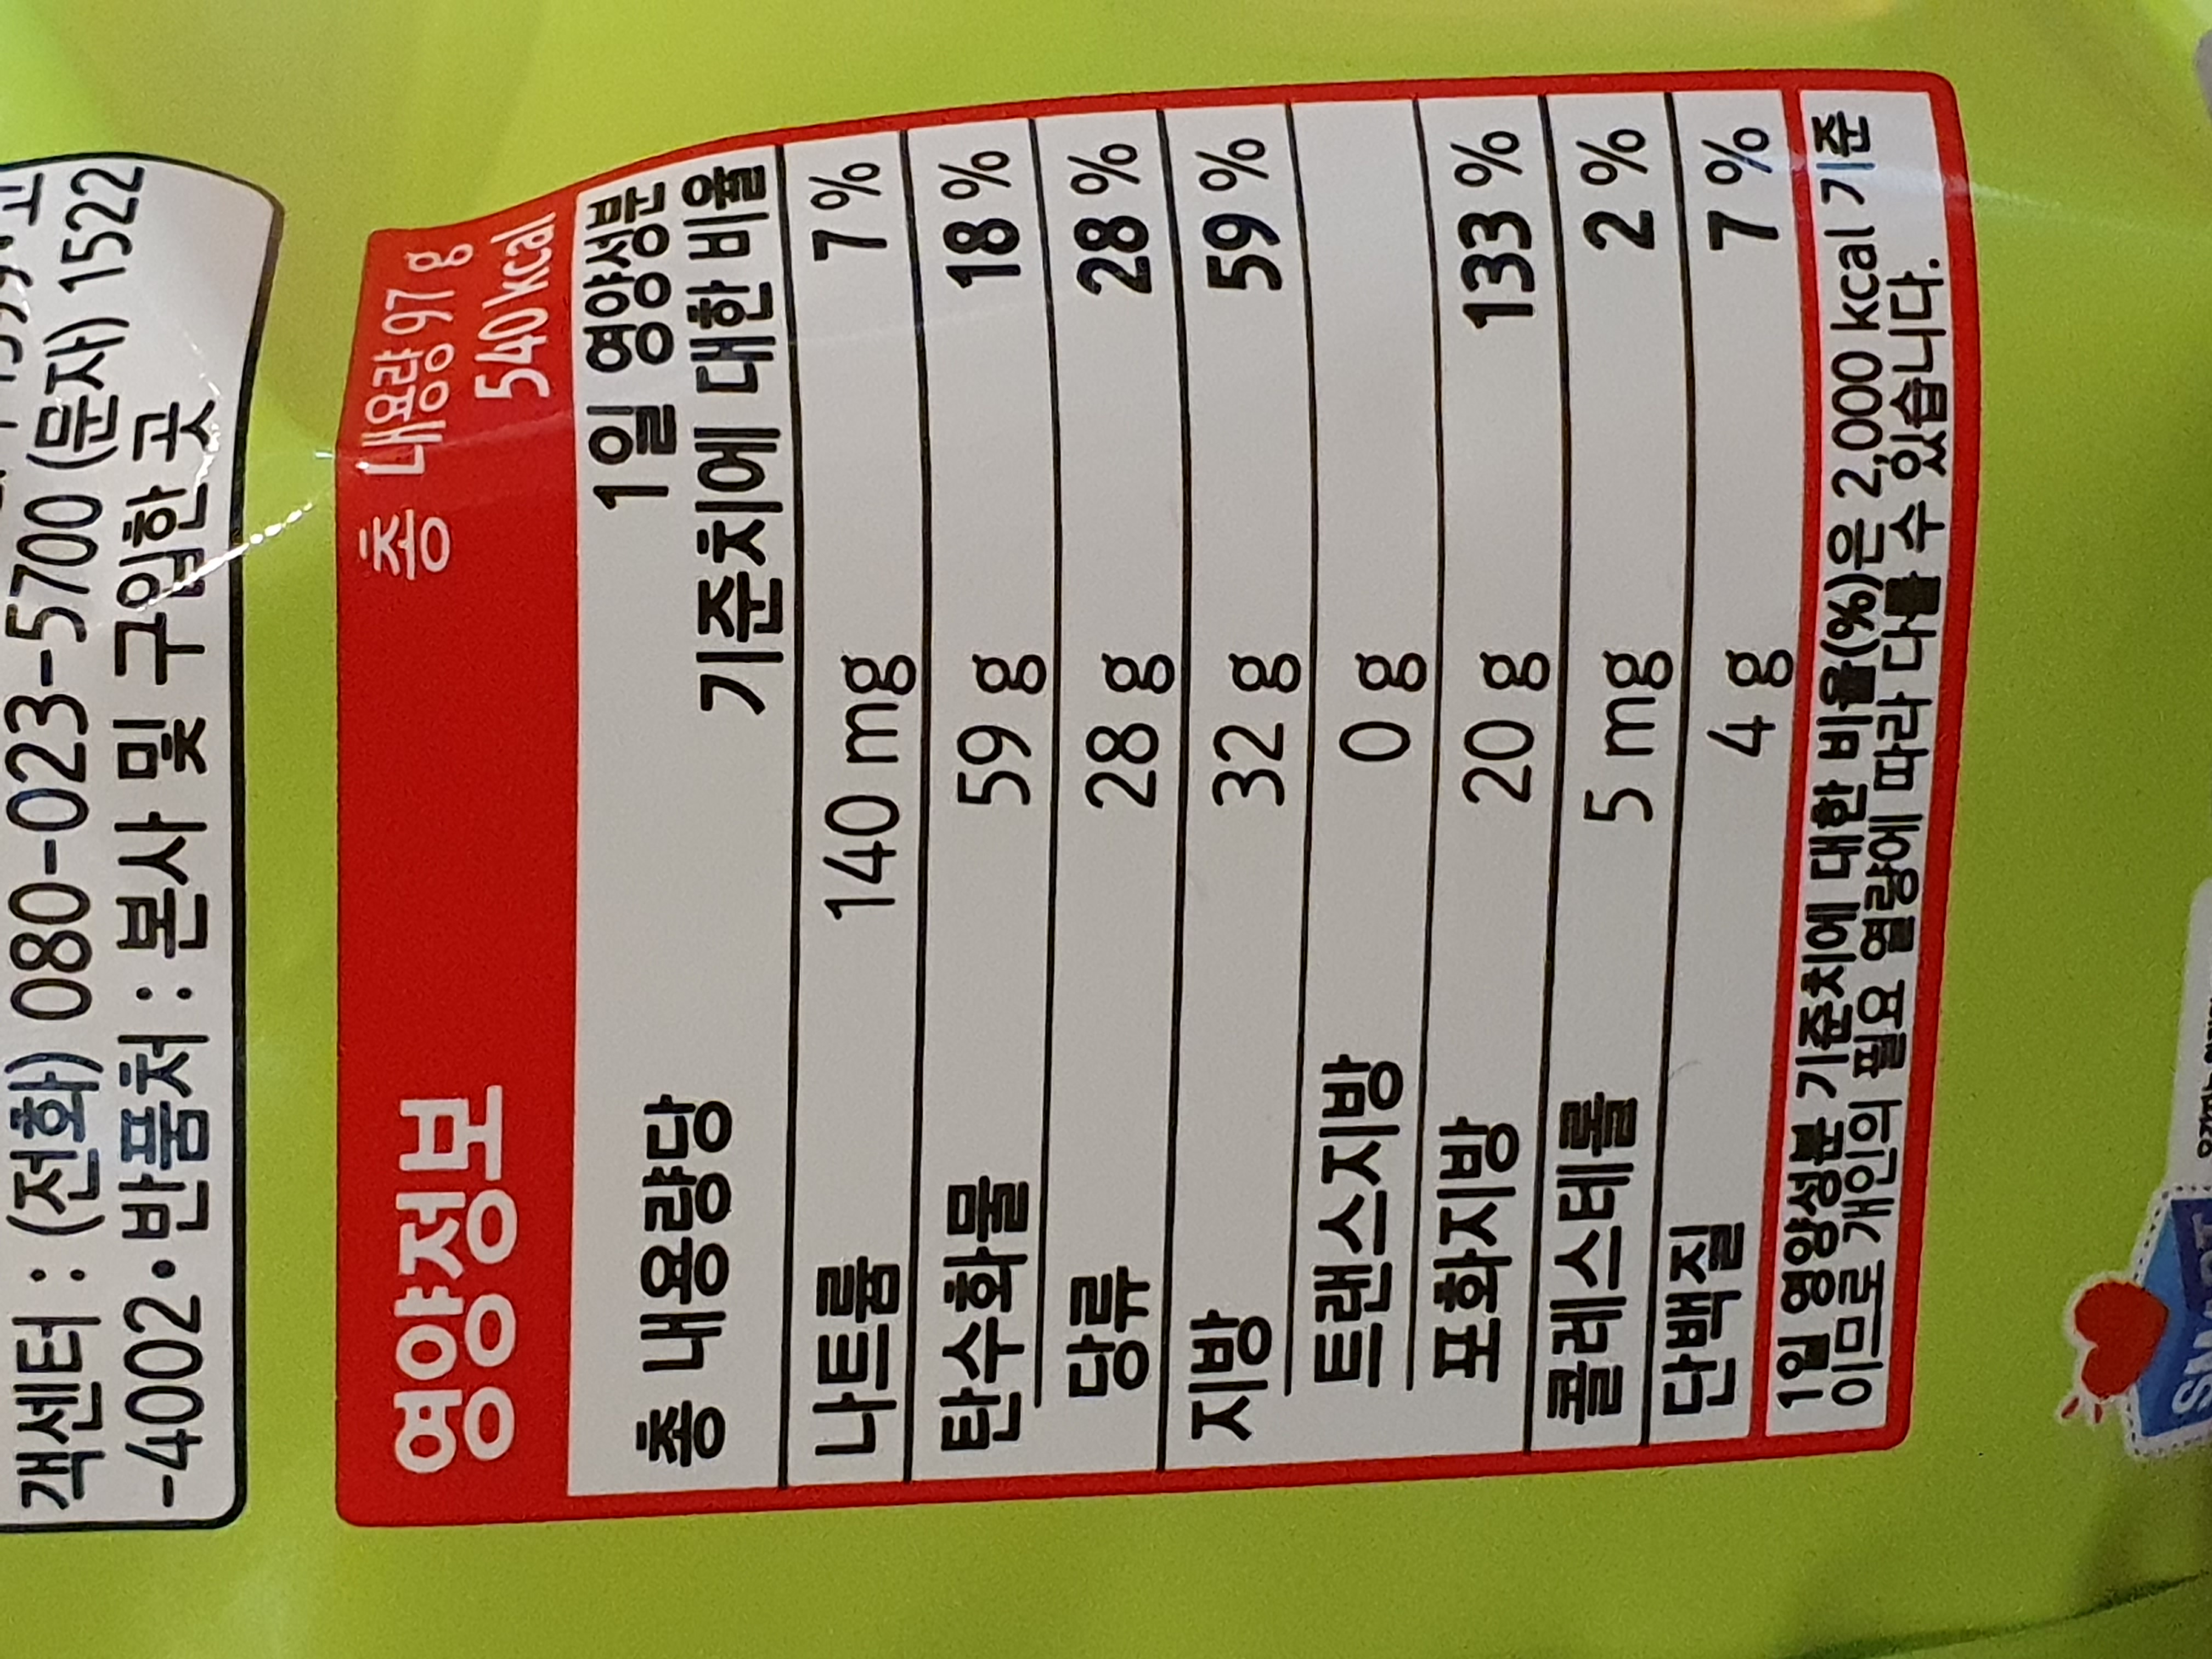 객센터 : (전화) 080-023-5700 (문자) 1522
-4002•반품처 : 본사 및 구입한 곳
영양정보
총 내용량 97 g
540 kcal
총 내용량당
1일 영양성분
기준치에 대한 비율
나트륨 140 mg 7 %
탄수화물 59 g 18 %
당류 28 g 28 %
지방 32 g 59 %
트랜스지방 0 g
포화지방 20 g 133 %
콜레스테롤 5 mg 2 %
단백질 4 g 7 %
1일 영양성분 기준치에 대한 비율(%)은 2,000 kcal 기준
이므로 개인의 필요 열량에 따라 다를 수 있습니다.
SMART